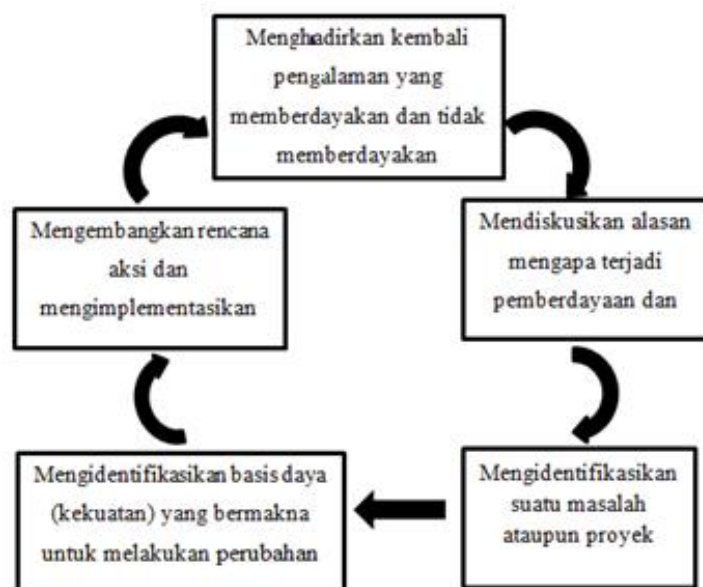 Menghadirkan kembali
pengalaman yang
memberdayakan dan tidak
memberdayakan
Mendiskusikan alasan
mengapa terjadi
pemberdayaan dan
Mengidentifikasikan
suatu masalah
ataupun proyek
Mengidentifikasikan basis daya
(kekuatan) yang bermakna
untuk melakukan perubahan
Mengembangkan rencana
aksi dan
mengimplementasikan